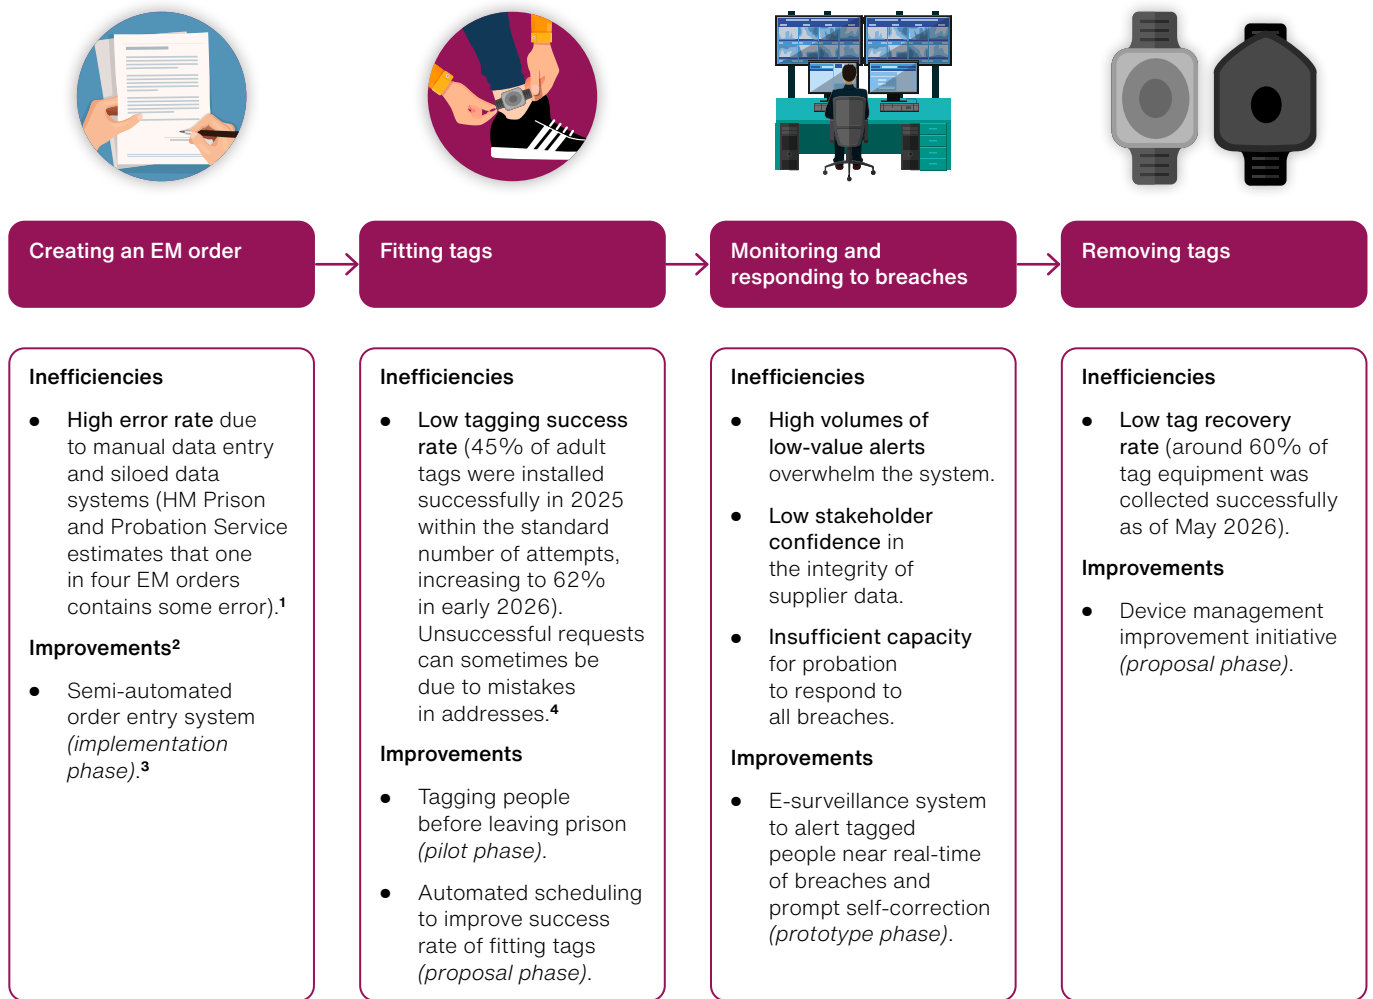 Creating an EM order
Fitting tags
Monitoring and
responding to breaches
Removing tags
Inefficiencies
● High error rate due
to manual data entry
and siloed data
systems (HM Prison
and Probation Service
estimates that one
in four EM orders
contains some error).1
Improvements2
● Semi-automated
order entry system
(implementation
phase).3
Inefficiencies
● Low tagging success
rate (45% of adult
tags were installed
successfully in 2025
within the standard
number of attempts,
increasing to 62%
in early 2026).
Unsuccessful requests
can sometimes be
due to mistakes
in addresses.4
Improvements
● Tagging people
before leaving prison
(pilot phase).
● Automated scheduling
to improve success
rate of fitting tags
(proposal phase).
Inefficiencies
● High volumes of
low-value alerts
overwhelm the system.
● Low stakeholder
confidence in
the integrity of
supplier data.
● Insufficient capacity
for probation
to respond to
all breaches.
Improvements
● E-surveillance system
to alert tagged
people near real-time
of breaches and
prompt self-correction
(prototype phase).
Inefficiencies
● Low tag recovery
rate (around 60% of
tag equipment was
collected successfully
as of May 2026).
Improvements
● Device management
improvement initiative
(proposal phase).